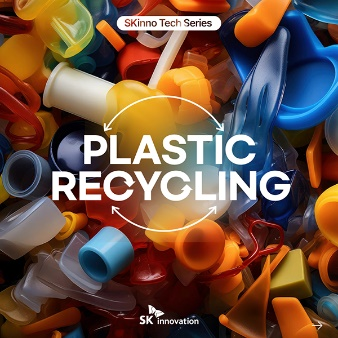 SKinno Tech Series
PLASTIC
RECYCLING
SK innovation